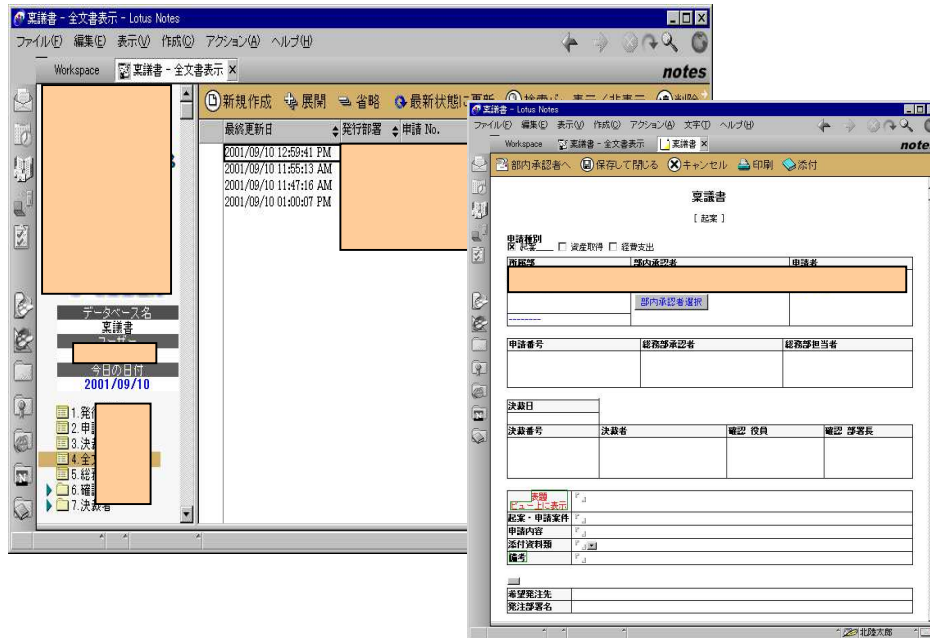 稟議書 - 全文書表示 - Lotus Notes
ファイル(F) 編集(E) 表示(V) 作成(C) アクション(A) ヘルプ(H)
Workspace 稟議書 - 全文書表示 ×
notes
新規作成 展開 省略 最新状態に更新
最終更新日 発行部署 申請 No.
2001/09/10 12:59:41 PM
2001/09/10 11:55:13 AM
2001/09/10 11:47:16 AM
2001/09/10 01:00:07 PM
データベース名
稟議書
ユーザー
今日の日付
2001/09/10
1.発
2.申
3.決
4.全
5.総
6.確
7.決裁者
稟議書 - Lotus Notes
ファイル(F) 編集(E) 表示(V) 作成(C) アクション(A) 文字(T) ヘルプ(H)
Workspace 稟議書 - 全文書表示 稟議書 ×
note
部内承認者へ 保存して閉じる キャンセル 印刷 添付
稟議書
[ 起案 ]
申請種別
起案 資産取得 経費支出
所属部 部内承認者 申請者
部内承認者選択
--------
申請番号 総務部承認者 総務部担当者
決裁日
決裁番号 決裁者 確認 役員 確認 部署長
表題
ビュー上に表示
起案・申請案件
申請内容
添付資料類
備考
希望発注先
発注部署名
北陸太郎